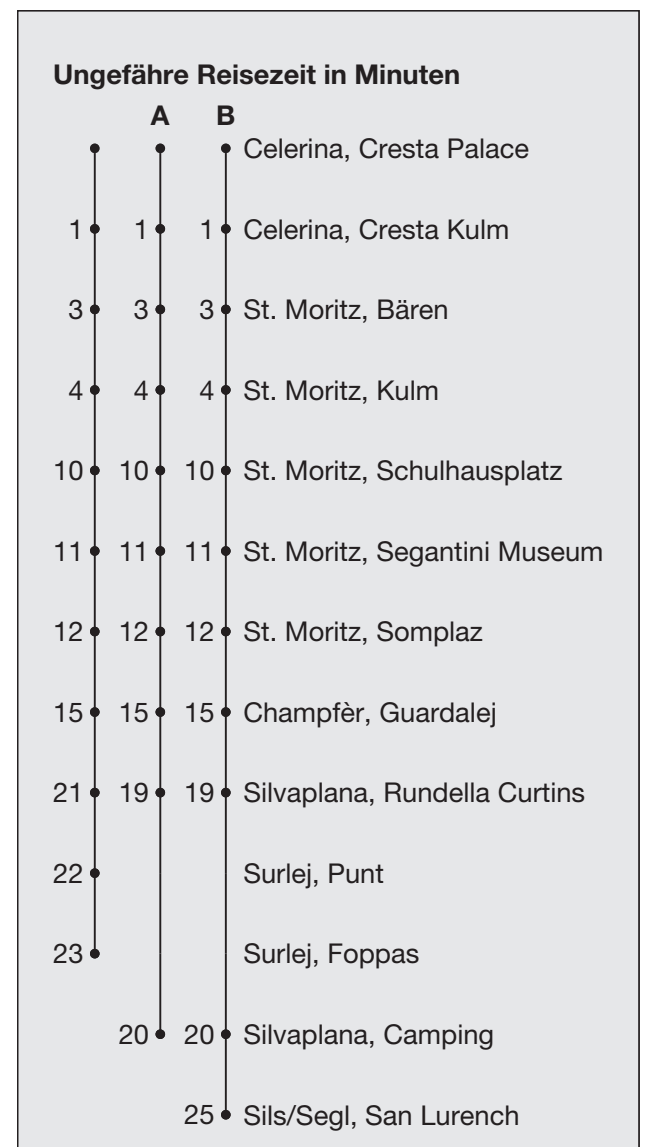 Ungefähre Reisezeit in Minuten
A B
Celerina, Cresta Palace
1 1 1 Celerina, Cresta Kulm
3 3 3 St. Moritz, Bären
4 4 4 St. Moritz, Kulm
10 10 10 St. Moritz, Schulhausplatz
11 11 11 St. Moritz, Segantini Museum
12 12 12 St. Moritz, Somplaz
15 15 15 Champfèr, Guardalej
21 19 19 Silvaplana, Rundella Curtins
22 Surlej, Punt
23 Surlej, Foppas
20 20 Silvaplana, Camping
25 Sils/Segl, San Lurench